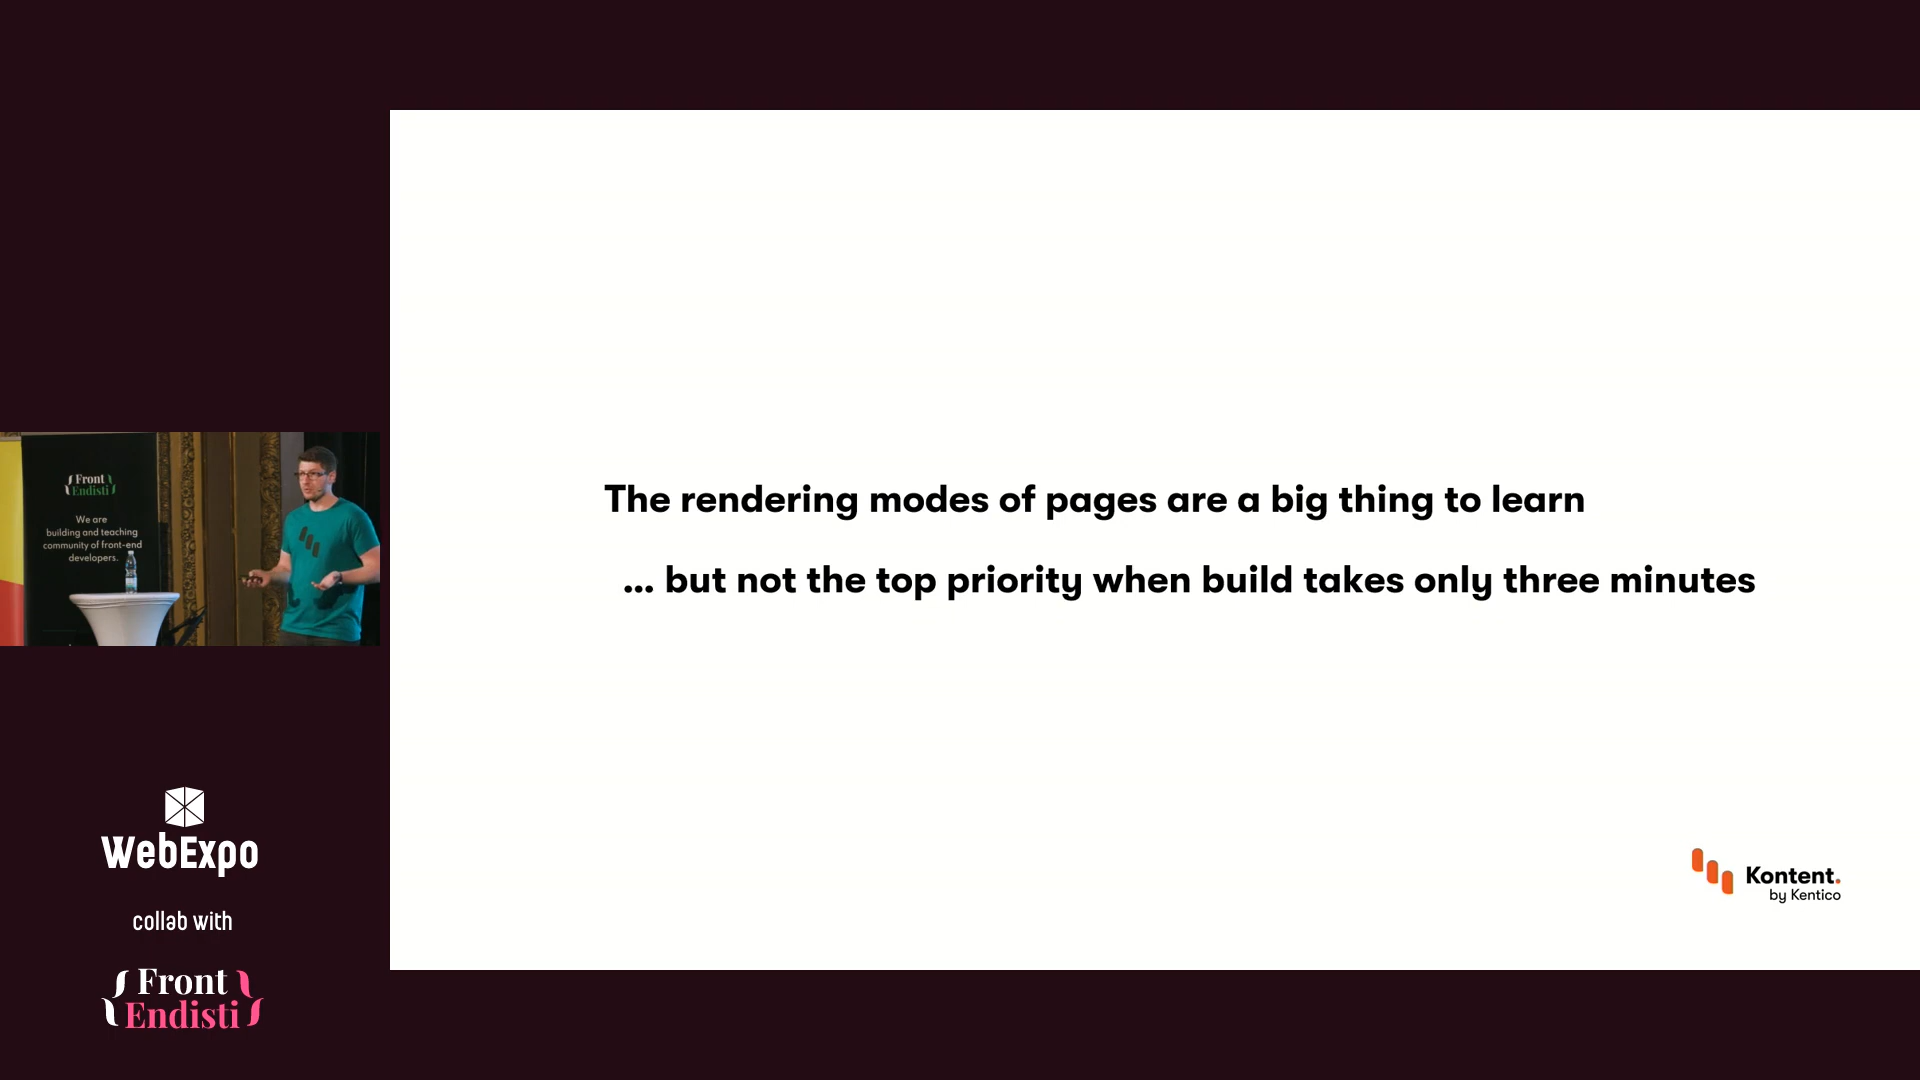 The rendering modes of pages are a big thing to learn
... but not the top priority when build takes only three minutes
Kontent.
by Kentico
{ Front }
{ Endisti }
We are
building and teaching
community of front-end
developers.
WebExpo
collab with
{ Front }
{ Endisti }